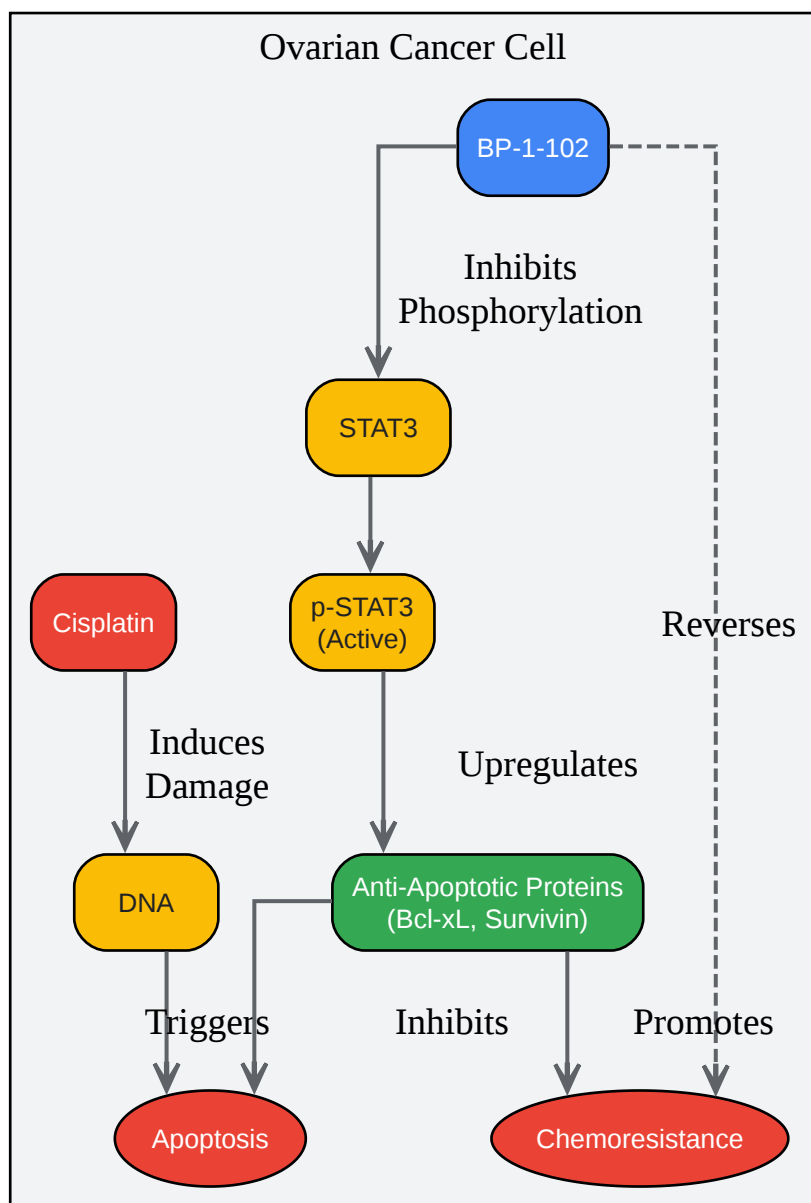 Ovarian Cancer Cell
BP-1-102
Inhibits
Phosphorylation
STAT3
Cisplatin
p-STAT3
(Active)
Reverses
Induces
Damage
Upregulates
DNA
Anti-Apoptotic Proteins
(Bcl-xL, Survivin)
Triggers
Inhibits
Promotes
Apoptosis
Chemoresistance